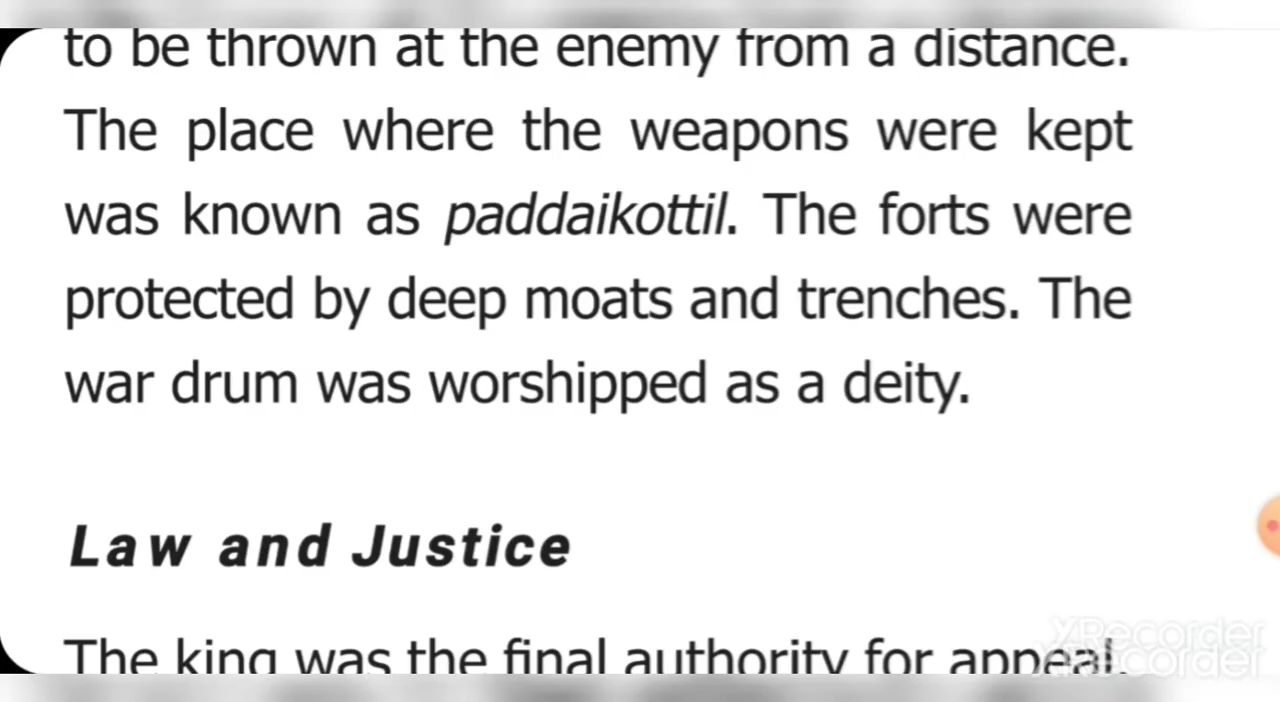 to be thrown at the enemy from a distance.
The place where the weapons were kept
was known as paddaikottil. The forts were
protected by deep moats and trenches. The
war drum was worshipped as a deity.
Law and Justice
The king was the final authority for appeal.
XRecorder
XRecorder